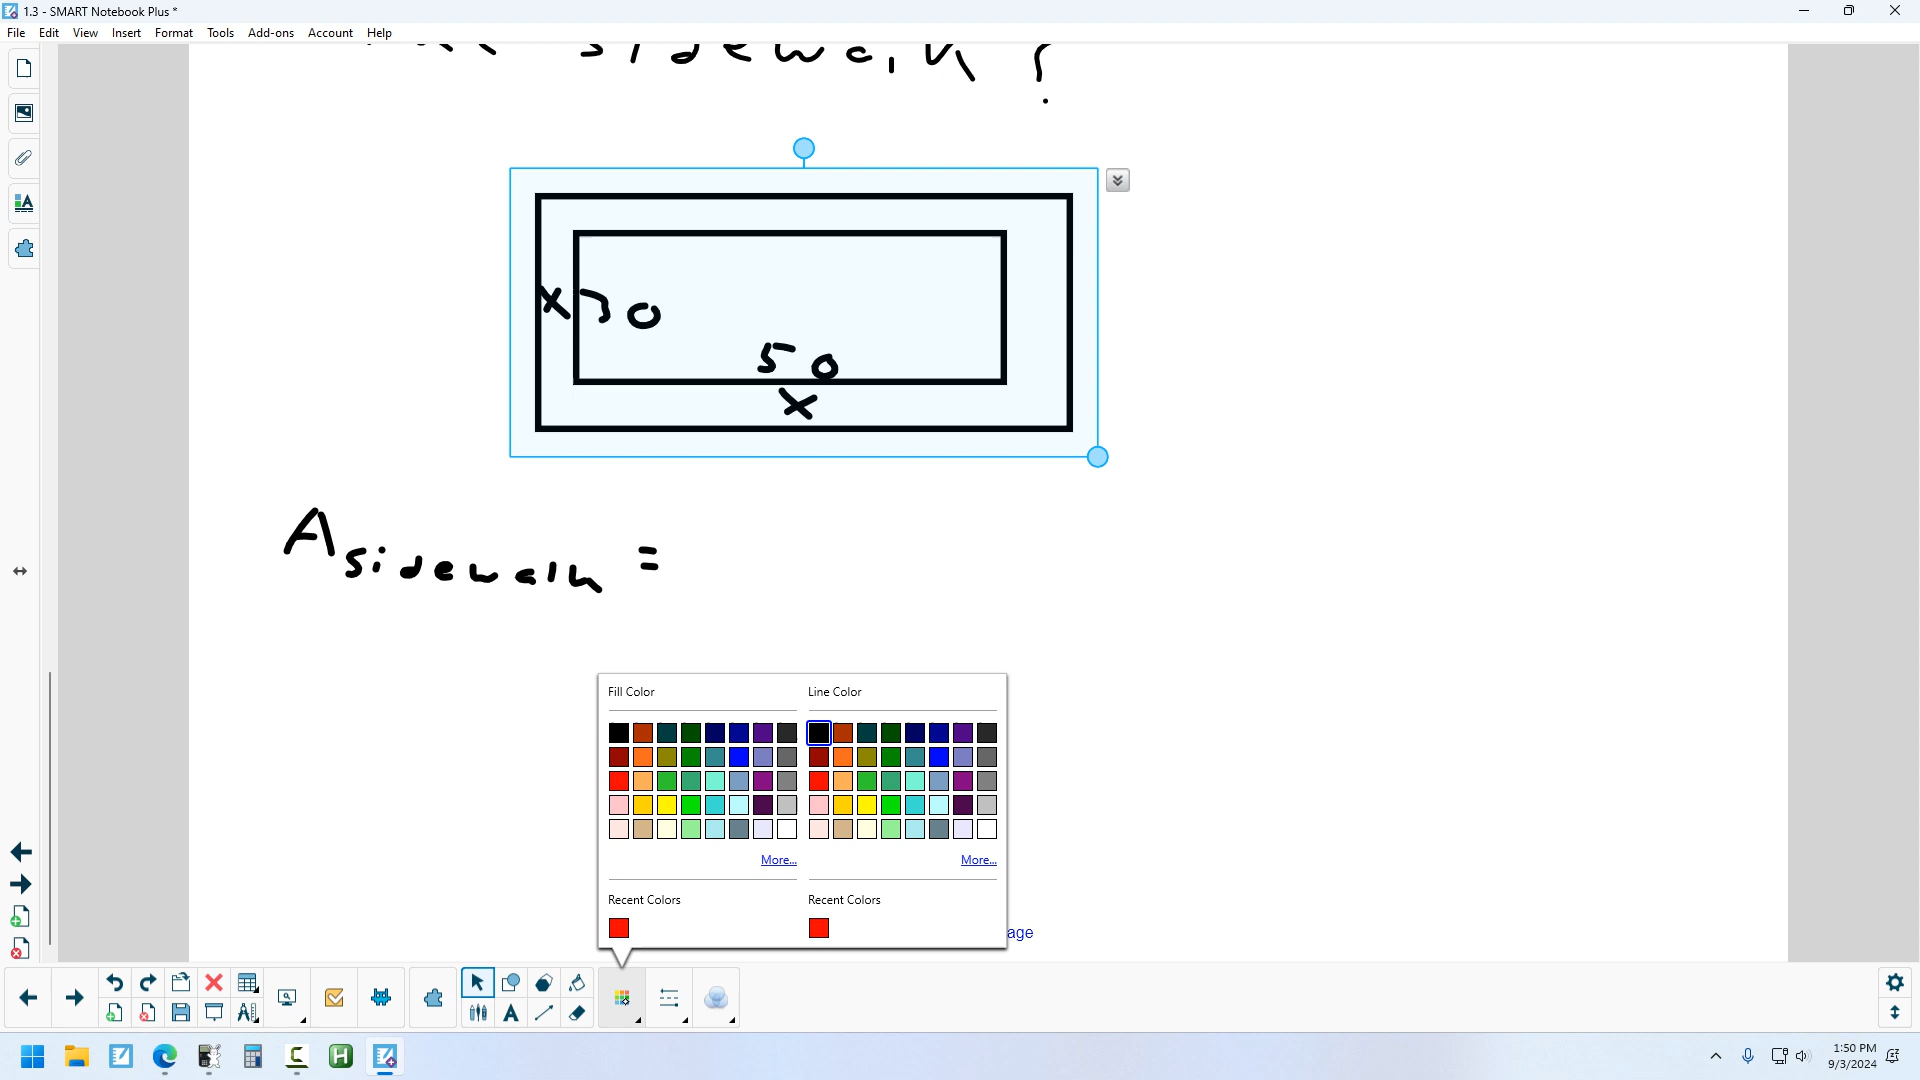 1.3 - SMART Notebook Plus *
File Edit View Insert Format Tools Add-ons Account Help
sidewalk ?
x 30
50
x
A sidewalk =
Fill Color Line Color
More... More...
Recent Colors Recent Colors
age
1:50 PM
9/3/2024